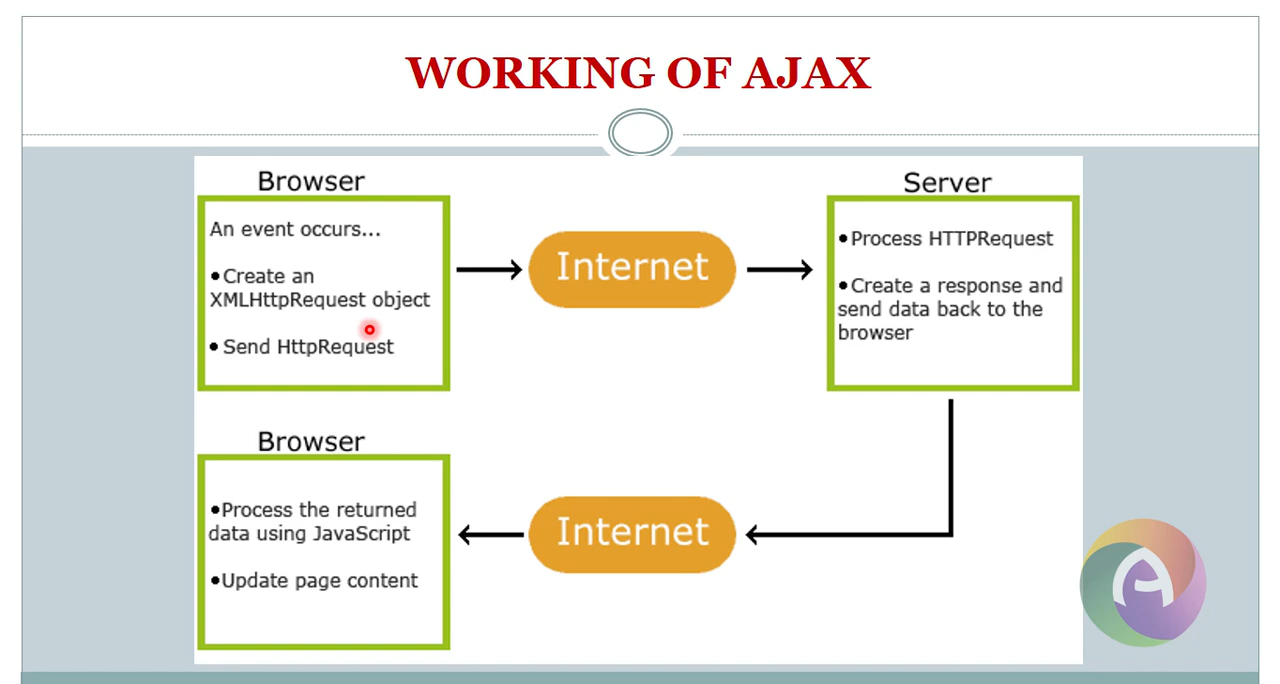 WORKING OF AJAX
Browser
An event occurs...
•Create an
XMLHttpRequest object
• Send HttpRequest
Internet
Server
•Process HTTPRequest
•Create a response and
send data back to the
browser
Browser
•Process the returned
data using JavaScript
•Update page content
Internet
A